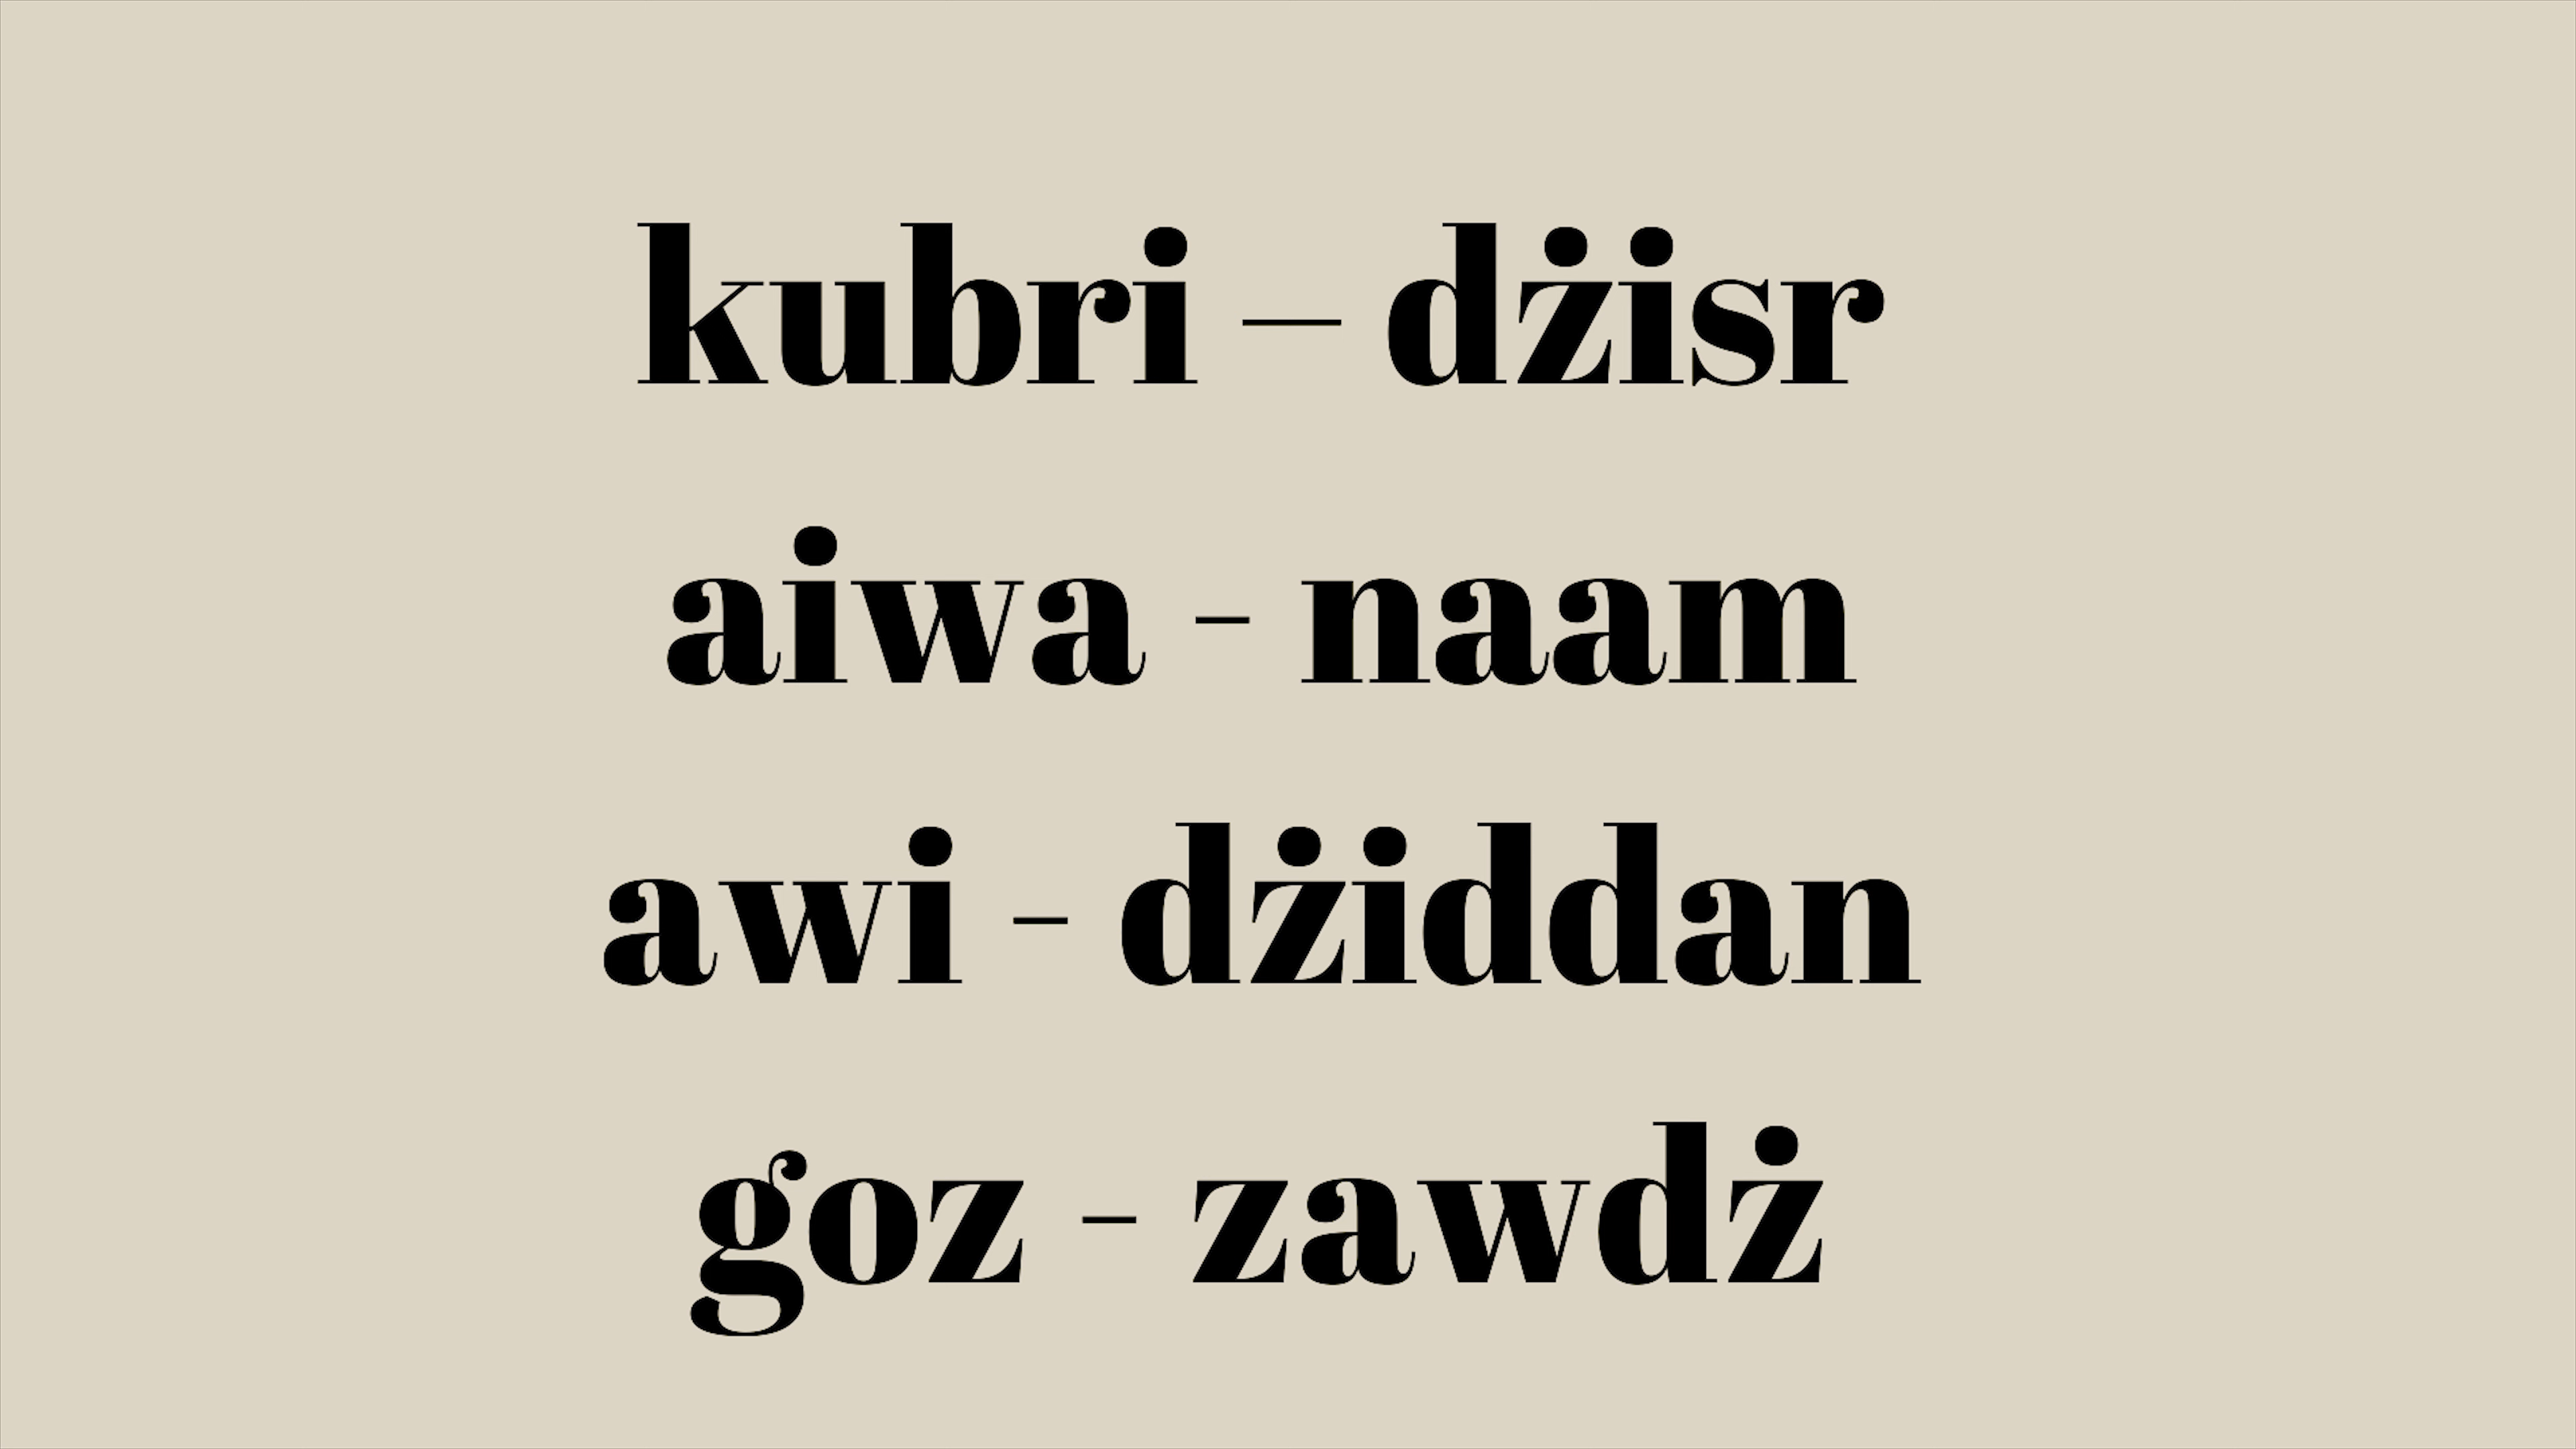 kubri – dżisr
aiwa - naam
awi - dżiddan
goz - zawdż